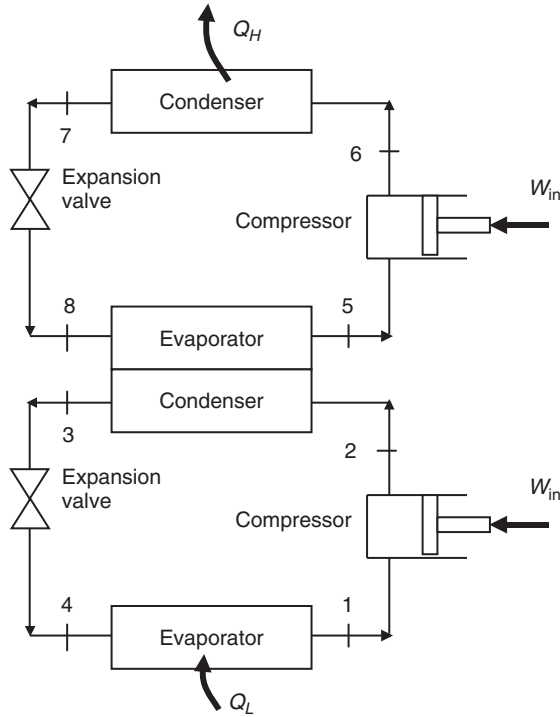 Q_H
Condenser
7
6
Expansion
valve
Compressor
W_in
8
5
Evaporator
Condenser
3
2
Expansion
valve
Compressor
W_in
4
1
Evaporator
Q_L